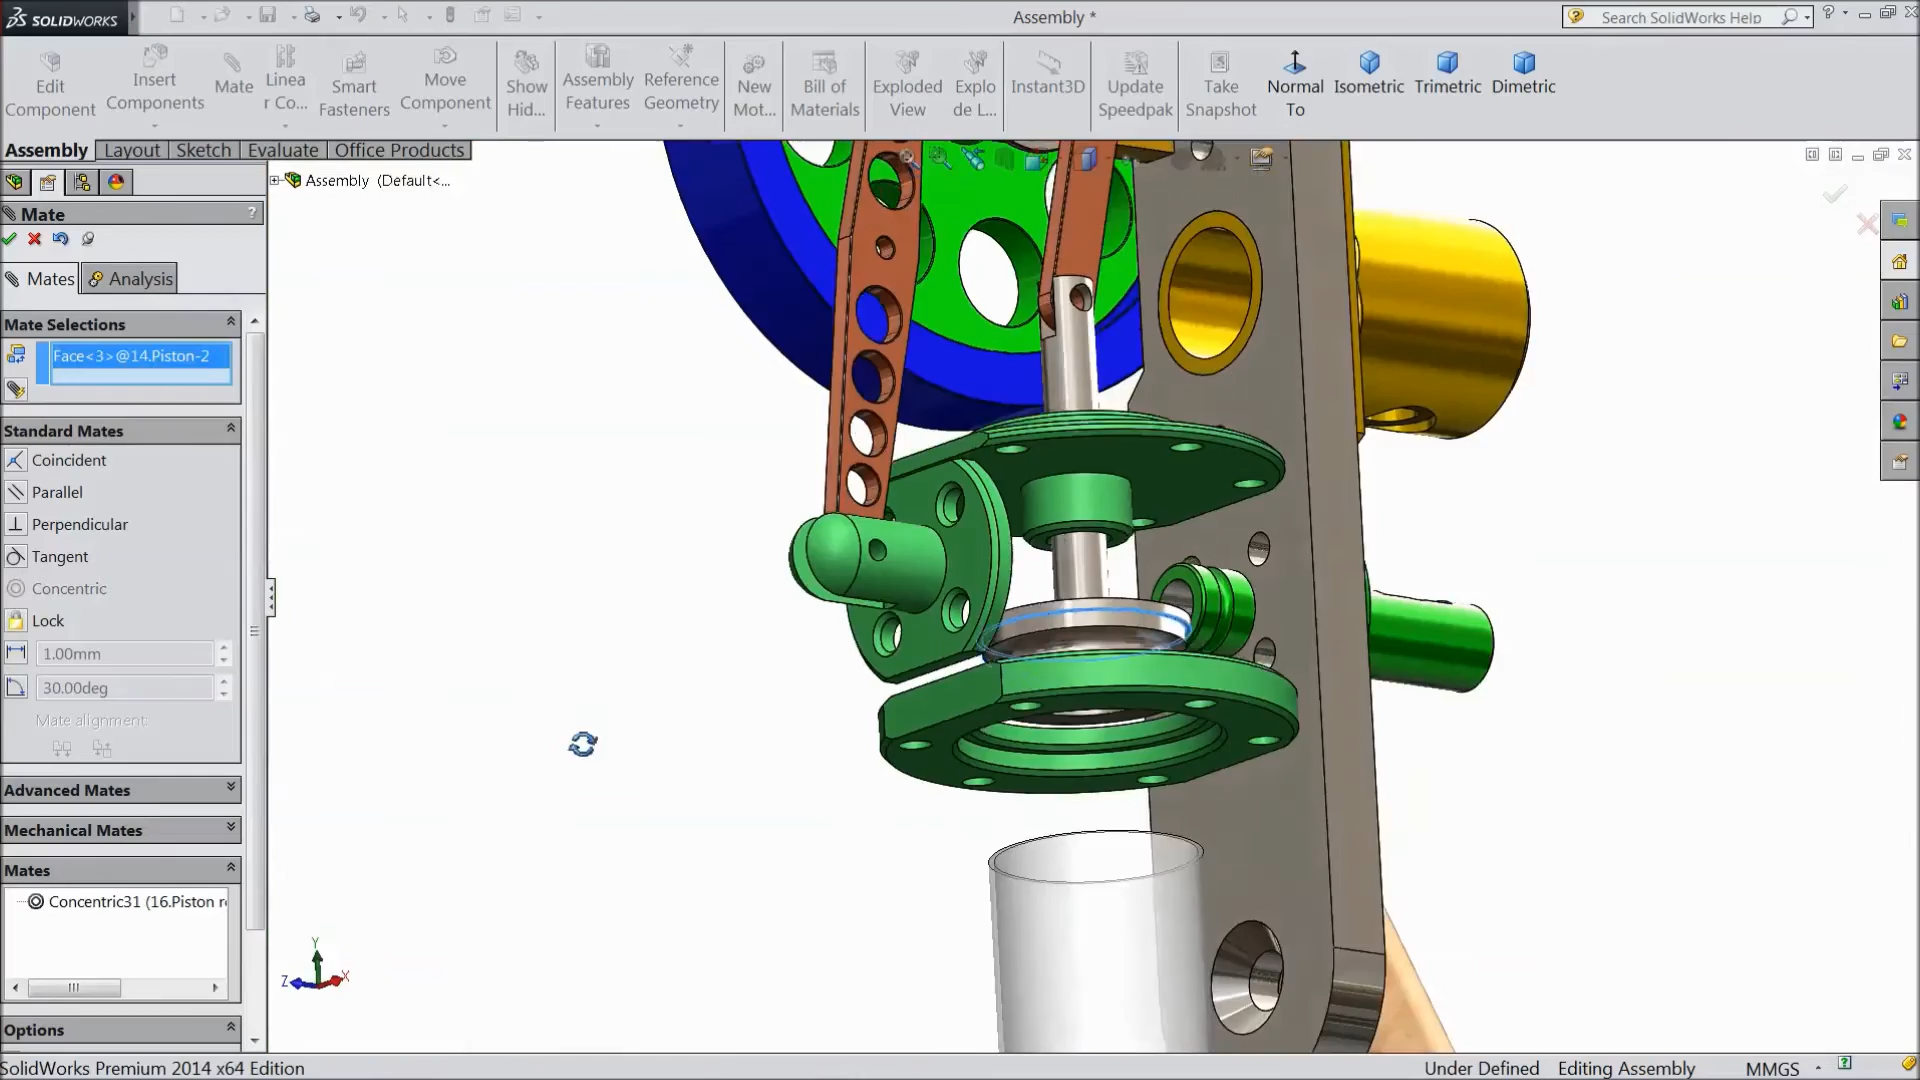 SOLIDWORKS
Assembly *
Search SolidWorks Help
Edit Component
Insert Components
Mate
Linea r Co...
Smart Fasteners
Move Component
Show Hid...
Assembly Features
Reference Geometry
New Mot...
Bill of Materials
Exploded View
Explo de L...
Instant3D
Update Speedpak
Take Snapshot
Normal To
Isometric
Trimetric
Dimetric
Assembly
Layout
Sketch
Evaluate
Office Products
Assembly (Default<...
Mate
?
Mates
Analysis
Mate Selections
Face<3>@14.Piston-2
Standard Mates
Coincident
Parallel
Perpendicular
Tangent
Concentric
Lock
1.00mm
30.00deg
Mate alignment:
Advanced Mates
Mechanical Mates
Mates
Concentric31 (16.Piston r
Options
Y
Z
X
SolidWorks Premium 2014 x64 Edition
Under Defined
Editing Assembly
MMGS